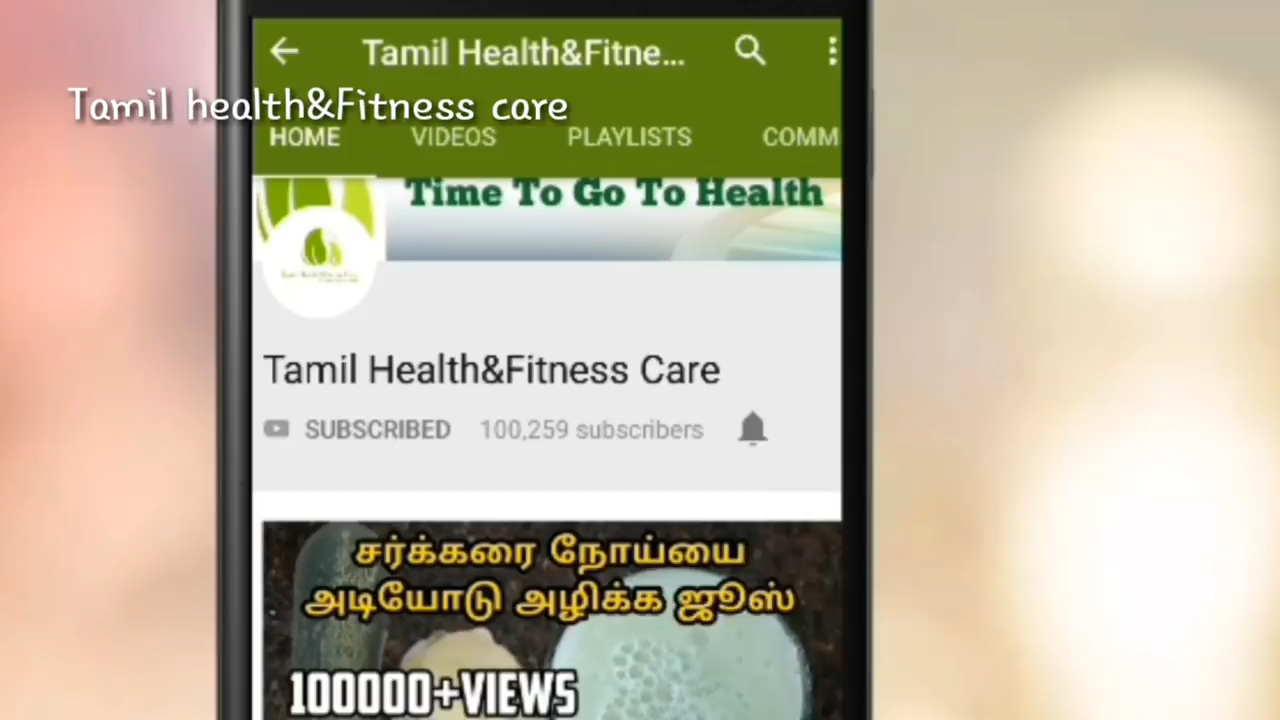 Tamil Health&Fitne...
Tamil health&Fitness care
HOME VIDEOS PLAYLISTS COMM
Time To Go To Health
Tamil Health&Fitness Care
SUBSCRIBED 100,259 subscribers
சர்க்கரை நோய்யை
அடியோடு அழிக்க ஜூஸ்
100000+VIEWS